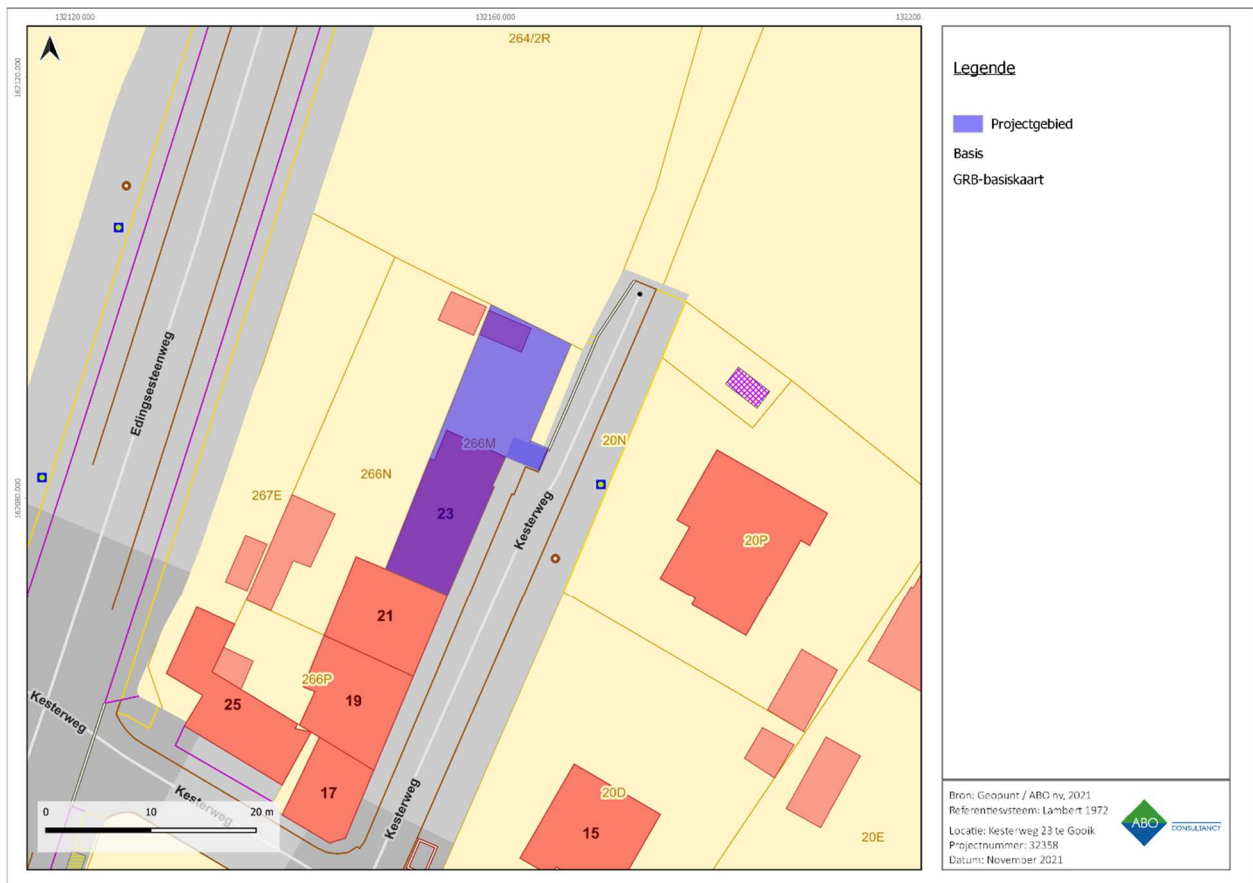 132120.000
132160.000
132200
162120.000
162080.000
264/2R
Edingsesteenweg
266M
20N
266N
267E
23
Kesterweg
20P
21
266P
19
25
Kesterweg
17
Kesterweg
Kesterweg
20D
15
20E
0 10 20 m
Legende
Projectgebied
Basis
GRB-basiskaart
Bron: Geopunt / ABO nv, 2021
Referentiesysteem: Lambert 1972
Locatie: Kesterweg 23 te Gooik
Projectnummer: 32358
Datum: November 2021
ABO
CONSULTANCY